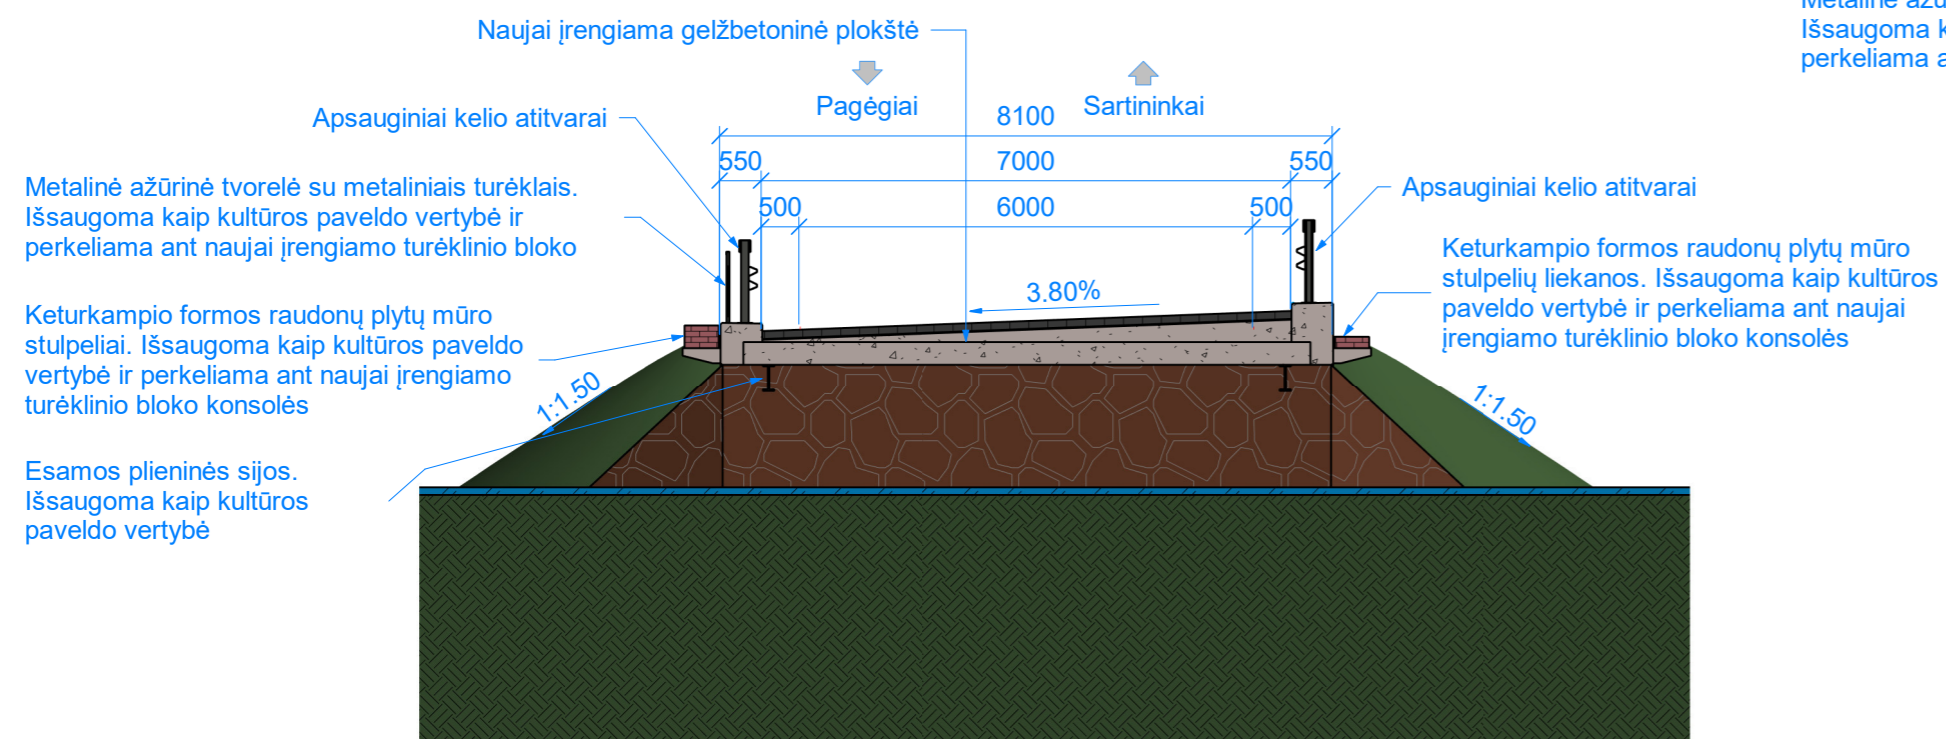 Naujai įrengiama gelžbetoninė plokštė
Pagėgiai
Sartininkai
Apsauginiai kelio atitvarai
8100
550
7000
550
500
6000
500
3.80%
Metalinė ažūrinė tvorelė su metaliniais turėklais.
Išsaugoma kaip kultūros paveldo vertybė ir
perkeliama ant naujai įrengiamo turėklinio bloko
Keturkampio formos raudonų plytų mūro
stulpeliai. Išsaugoma kaip kultūros paveldo
vertybė ir perkeliama ant naujai įrengiamo
turėklinio bloko konsolės
1:1.50
Esamos plieninės sijos.
Išsaugoma kaip kultūros
paveldo vertybė
Apsauginiai kelio atitvarai
Keturkampio formos raudonų plytų mūro
stulpelių liekanos. Išsaugoma kaip kultūros
paveldo vertybė ir perkeliama ant naujai
įrengiamo turėklinio bloko konsolės
1:1.50
Metalinė
Išsaugoma
perkeliama